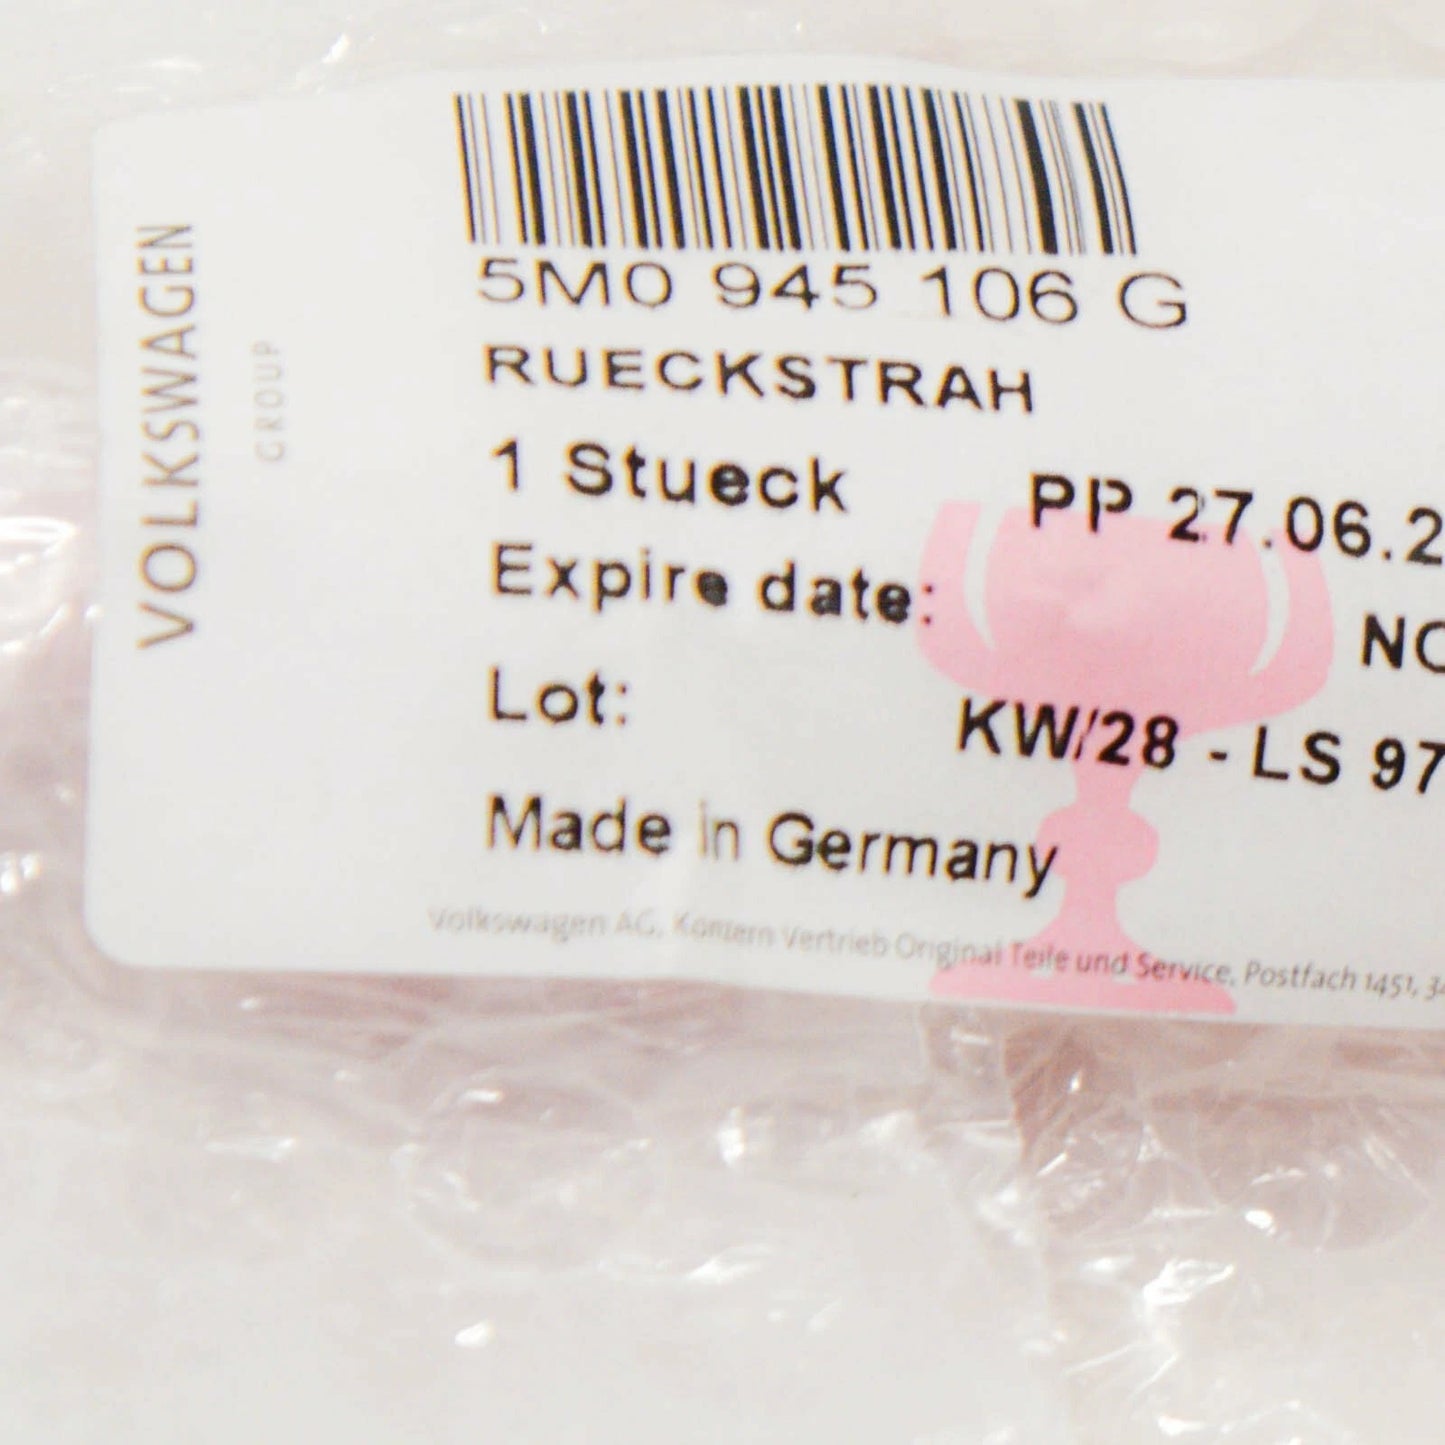 VOLKSWAGEN
GROUP
5M0 945 106 G
RUECKSTRAH
1 Stueck PP 27.06.2
Expire date: NO
Lot: KW/28 - LS 97
Made in Germany
Volkswagen AG, Konzern Vertrieb Original Teile und Service, Postfach 1451, 34